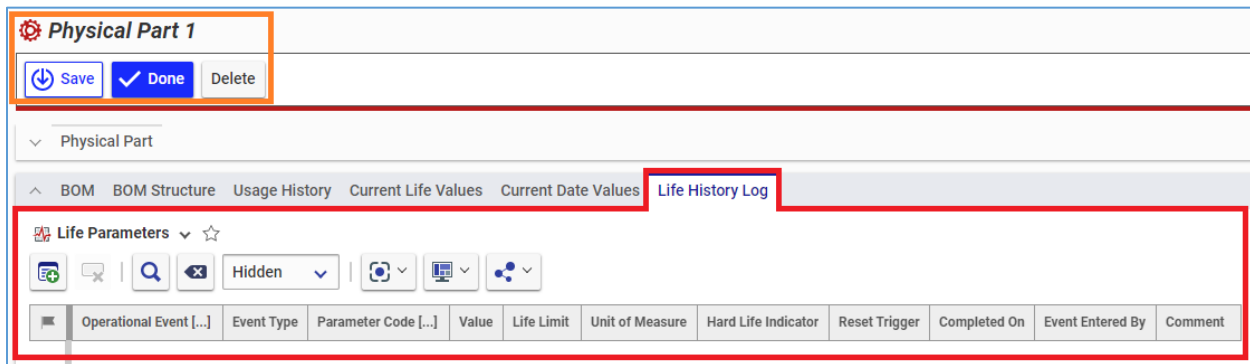 Physical Part 1
Save Done Delete
Physical Part
BOM BOM Structure Usage History Current Life Values Current Date Values Life History Log
Life Parameters
Hidden
Operational Event [...] Event Type Parameter Code [...] Value Life Limit Unit of Measure Hard Life Indicator Reset Trigger Completed On Event Entered By Comment